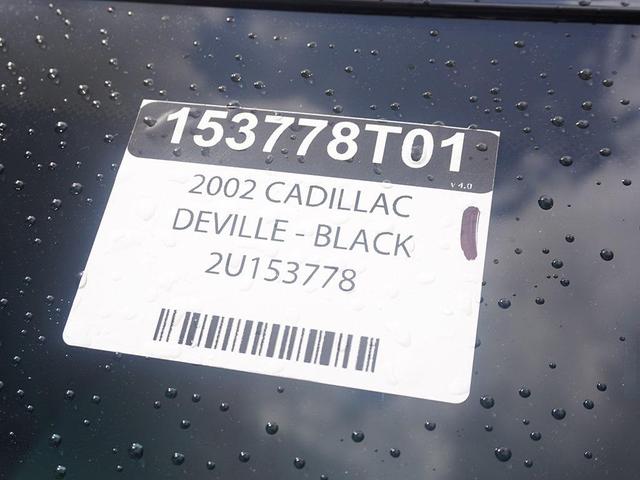 153778T01
v 4.0
2002 CADILLAC
DEVILLE - BLACK
2U153778